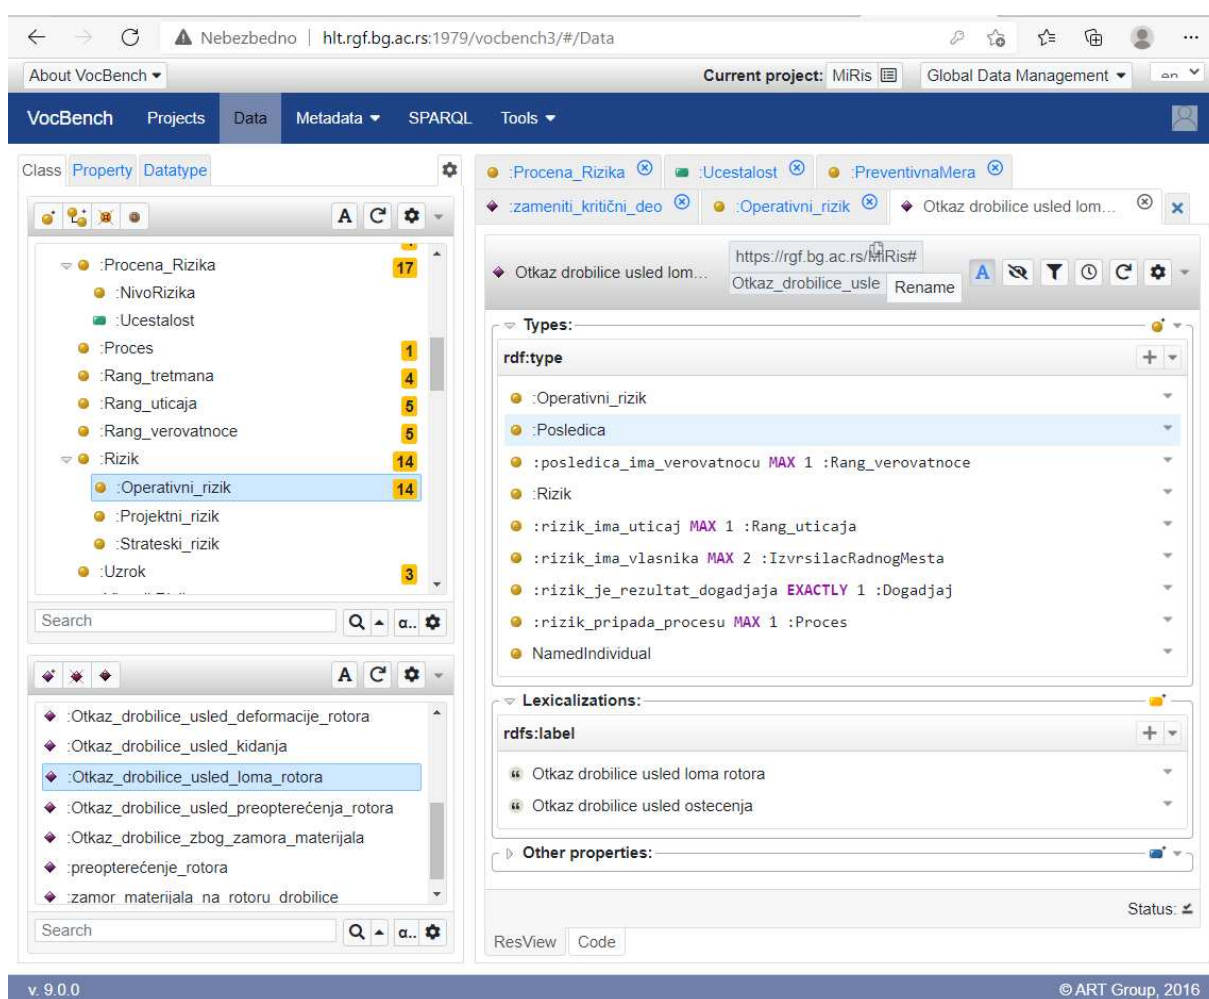 Nebezbedno | hlt.rgf.bg.ac.rs:1979/vocbench3/#/Data
About VocBench
Current project: MiRis
Global Data Management
en
VocBench Projects Data Metadata SPARQL Tools
Class Property Datatype
:Procena_Rizika 17
:NivoRizika
:Ucestalost
:Proces 1
:Rang_tretmana 4
:Rang_uticaja 5
:Rang_verovatnoce 5
:Rizik 14
:Operativni_rizik 14
:Projektni_rizik
:Strateski_rizik
:Uzrok 3
Search α..
:Otkaz_drobilice_usled_deformacije_rotora
:Otkaz_drobilice_usled_kidanja
:Otkaz_drobilice_usled_loma_rotora
:Otkaz_drobilice_usled_preopterećenja_rotora
:Otkaz_drobilice_zbog_zamora_materijala
:preopterećenje_rotora
:zamor_materijala_na_rotoru_drobilice
Search α..
:Procena_Rizika :Ucestalost :PreventivnaMera
:zameniti_kritični_deo :Operativni_rizik Otkaz drobilice usled lom...
Otkaz drobilice usled lom...
https://rgf.bg.ac.rs/MiRis#
Otkaz_drobilice_usle
Rename
A
Types:
rdf:type
:Operativni_rizik
:Posledica
:posledica_ima_verovatnocu MAX 1 :Rang_verovatnoce
:Rizik
:rizik_ima_uticaj MAX 1 :Rang_uticaja
:rizik_ima_vlasnika MAX 2 :IzvrsilacRadnogMesta
:rizik_je_rezultat_dogadjaja EXACTLY 1 :Dogadjaj
:rizik_pripada_procesu MAX 1 :Proces
NamedIndividual
Lexicalizations:
rdfs:label
Otkaz drobilice usled loma rotora
Otkaz drobilice usled ostecenja
Other properties:
Status:
ResView Code
v. 9.0.0
© ART Group, 2016